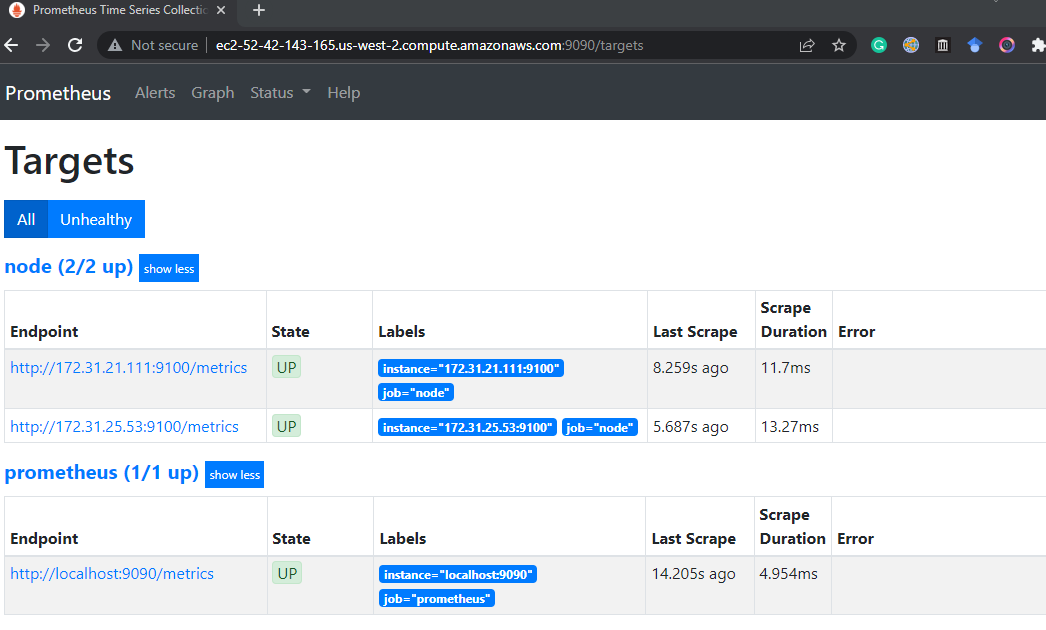 Prometheus Time Series Collectio
Not secure ec2-52-42-143-165.us-west-2.compute.amazonaws.com:9090/targets
Prometheus Alerts Graph Status Help
Targets
All Unhealthy
node (2/2 up) show less
Scrape
Endpoint State Labels Last Scrape Duration Error
http://172.31.21.111:9100/metrics UP instance="172.31.21.111:9100" 8.259s ago 11.7ms
job="node"
http://172.31.25.53:9100/metrics UP instance="172.31.25.53:9100" job="node" 5.687s ago 13.27ms
prometheus (1/1 up) show less
Scrape
Endpoint State Labels Last Scrape Duration Error
http://localhost:9090/metrics UP instance="localhost:9090" 14.205s ago 4.954ms
job="prometheus"